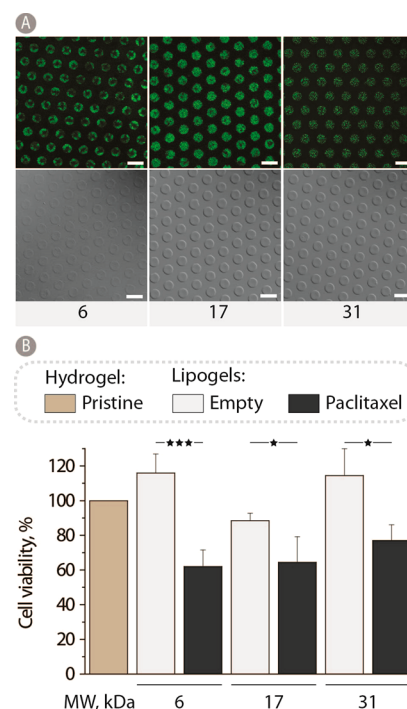 A
6 17 31
B
Hydrogel: Lipogels:
Pristine Empty Paclitaxel
★★★ ★ ★
120
100
80
60
40
20
0
Cell viability, %
MW, kDa 6 17 31